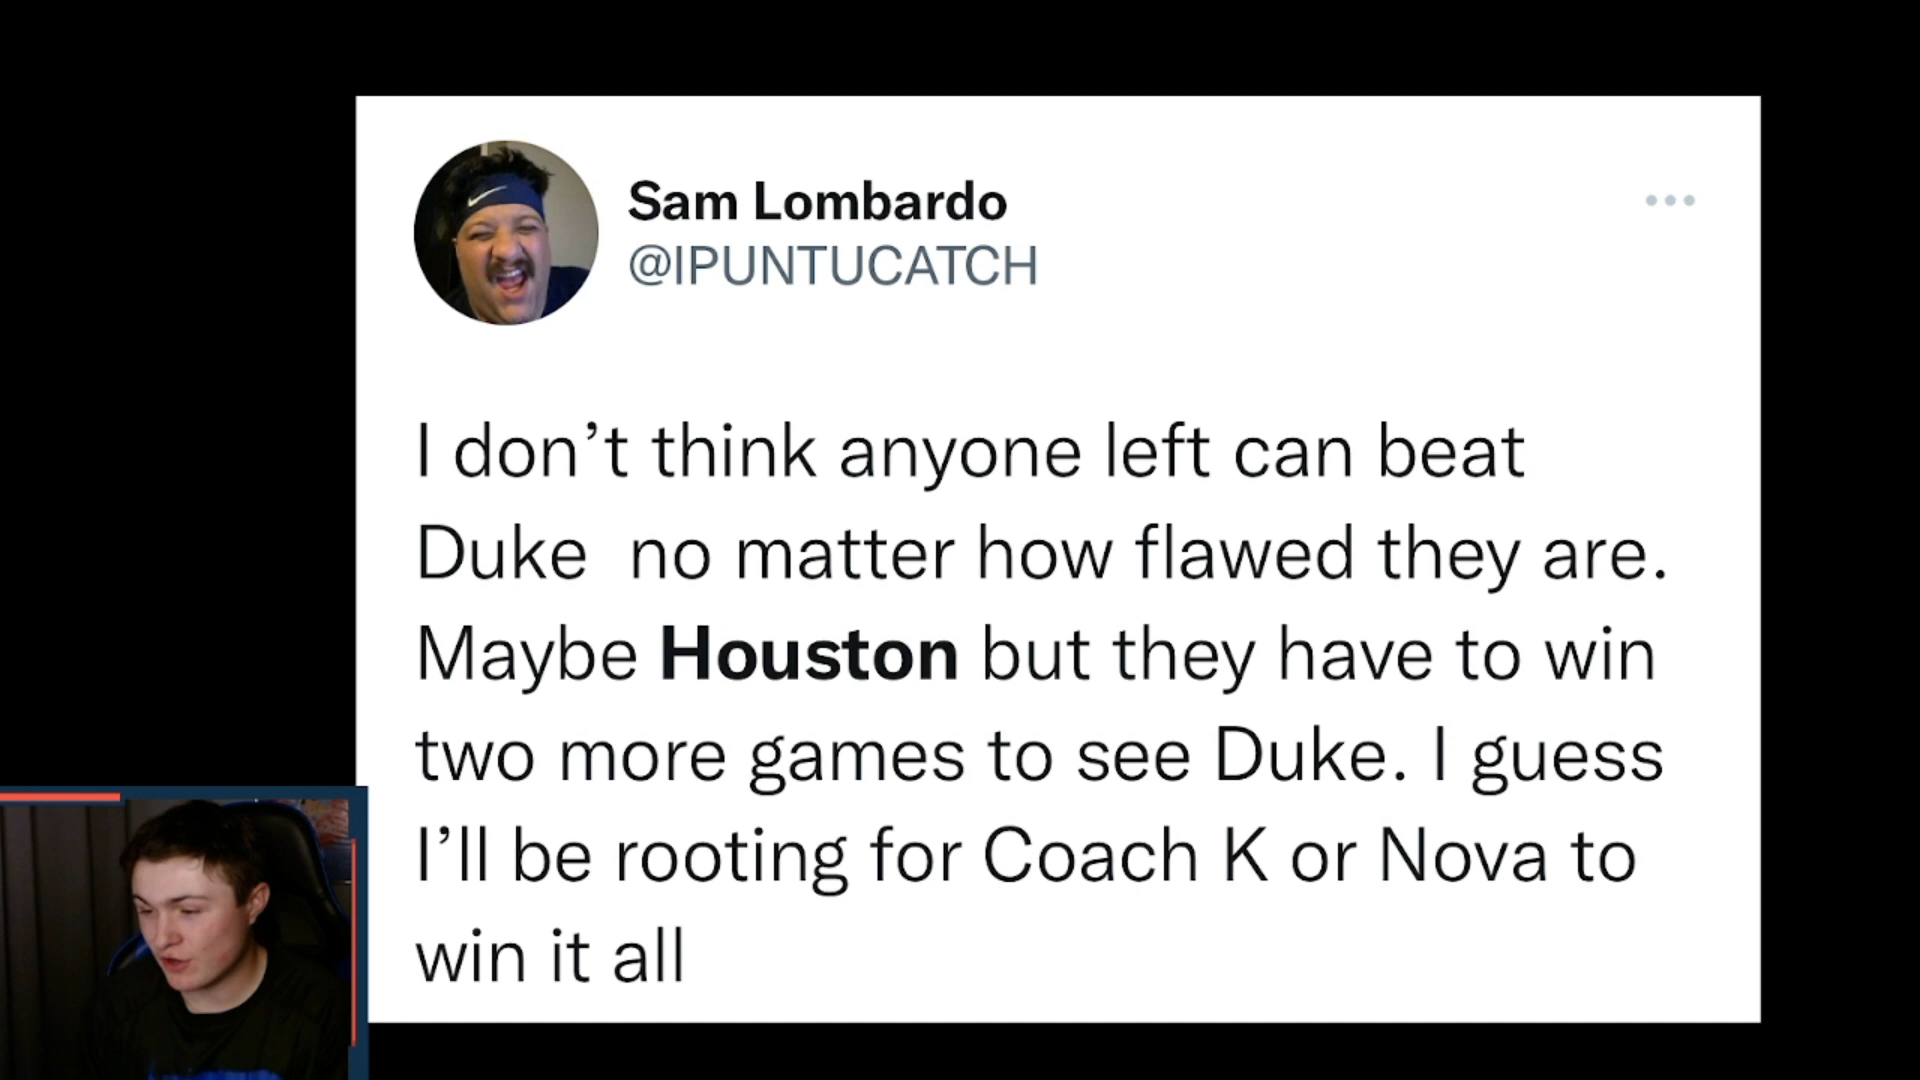 Sam Lombardo
@IPUNTUCATCH
I don’t think anyone left can beat
Duke  no matter how flawed they are.
Maybe Houston but they have to win
two more games to see Duke. I guess
I’ll be rooting for Coach K or Nova to
win it all